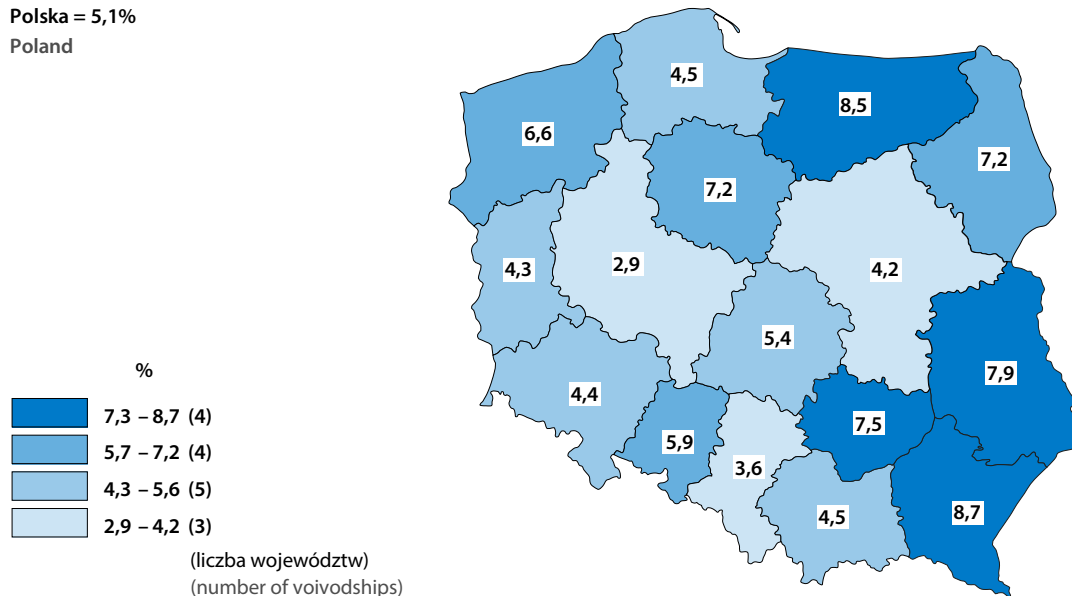 Polska = 5,1%
Poland
4,5
8,5
6,6
7,2
7,2
4,3
2,9
4,2
5,4
7,9
4,4
7,5
5,9
3,6
4,5
8,7
%
7,3 – 8,7 (4)
5,7 – 7,2 (4)
4,3 – 5,6 (5)
2,9 – 4,2 (3)
(liczba województw)
(number of voivodships)